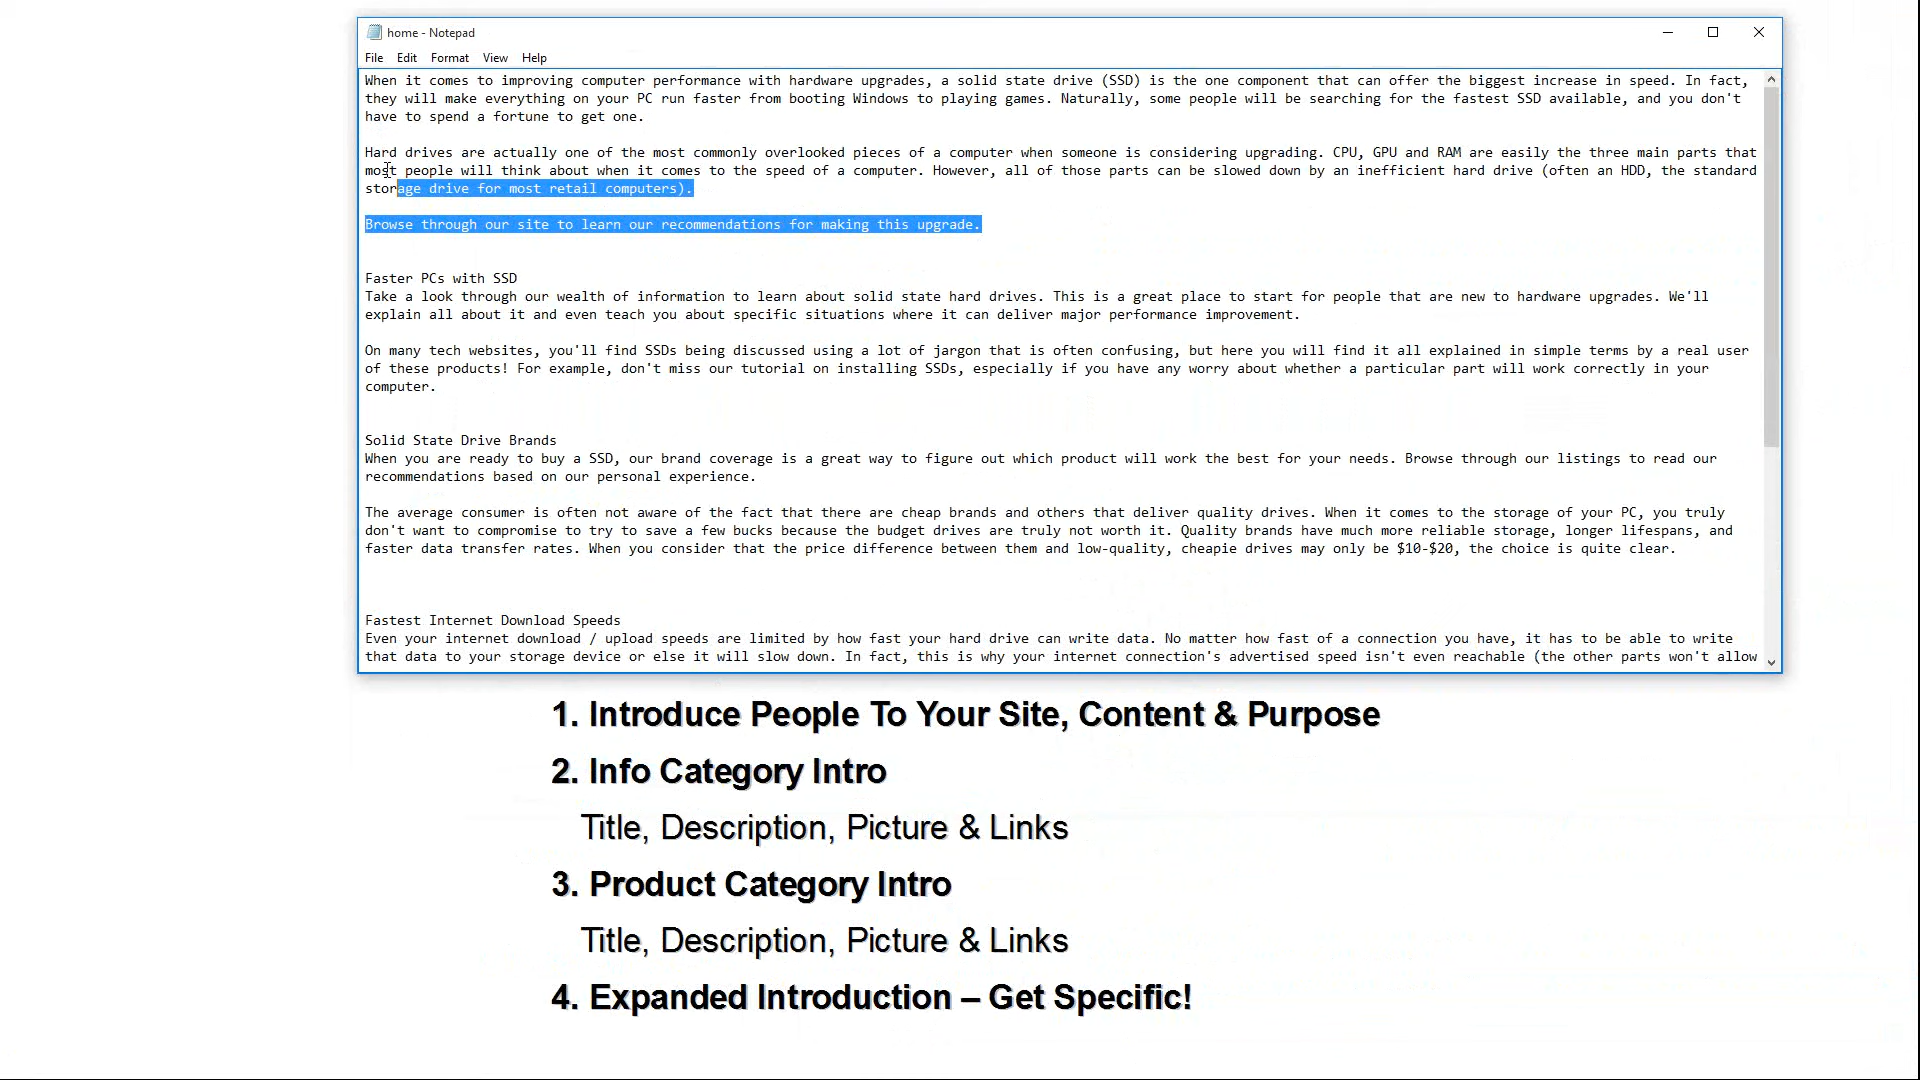 home - Notepad
File Edit Format View Help
When it comes to improving computer performance with hardware upgrades, a solid state drive (SSD) is the one component that can offer the biggest increase in speed. In fact,
they will make everything on your PC run faster from booting Windows to playing games. Naturally, some people will be searching for the fastest SSD available, and you don't
have to spend a fortune to get one.
Hard drives are actually one of the most commonly overlooked pieces of a computer when someone is considering upgrading. CPU, GPU and RAM are easily the three main parts that
most people will think about when it comes to the speed of a computer. However, all of those parts can be slowed down by an inefficient hard drive (often an HDD, the standard
storage drive for most retail computers).
Browse through our site to learn our recommendations for making this upgrade.
Faster PCs with SSD
Take a look through our wealth of information to learn about solid state hard drives. This is a great place to start for people that are new to hardware upgrades. We'll
explain all about it and even teach you about specific situations where it can deliver major performance improvement.
On many tech websites, you'll find SSDs being discussed using a lot of jargon that is often confusing, but here you will find it all explained in simple terms by a real user
of these products! For example, don't miss our tutorial on installing SSDs, especially if you have any worry about whether a particular part will work correctly in your
computer.
Solid State Drive Brands
When you are ready to buy a SSD, our brand coverage is a great way to figure out which product will work the best for your needs. Browse through our listings to read our
recommendations based on our personal experience.
The average consumer is often not aware of the fact that there are cheap brands and others that deliver quality drives. When it comes to the storage of your PC, you truly
don't want to compromise to try to save a few bucks because the budget drives are truly not worth it. Quality brands have much more reliable storage, longer lifespans, and
faster data transfer rates. When you consider that the price difference between them and low-quality, cheapie drives may only be $10-$20, the choice is quite clear.
Fastest Internet Download Speeds
Even your internet download / upload speeds are limited by how fast your hard drive can write data. No matter how fast of a connection you have, it has to be able to write
that data to your storage device or else it will slow down. In fact, this is why your internet connection's advertised speed isn't even reachable (the other parts won't allow
1. Introduce People To Your Site, Content & Purpose
2. Info Category Intro
Title, Description, Picture & Links
3. Product Category Intro
Title, Description, Picture & Links
4. Expanded Introduction – Get Specific!